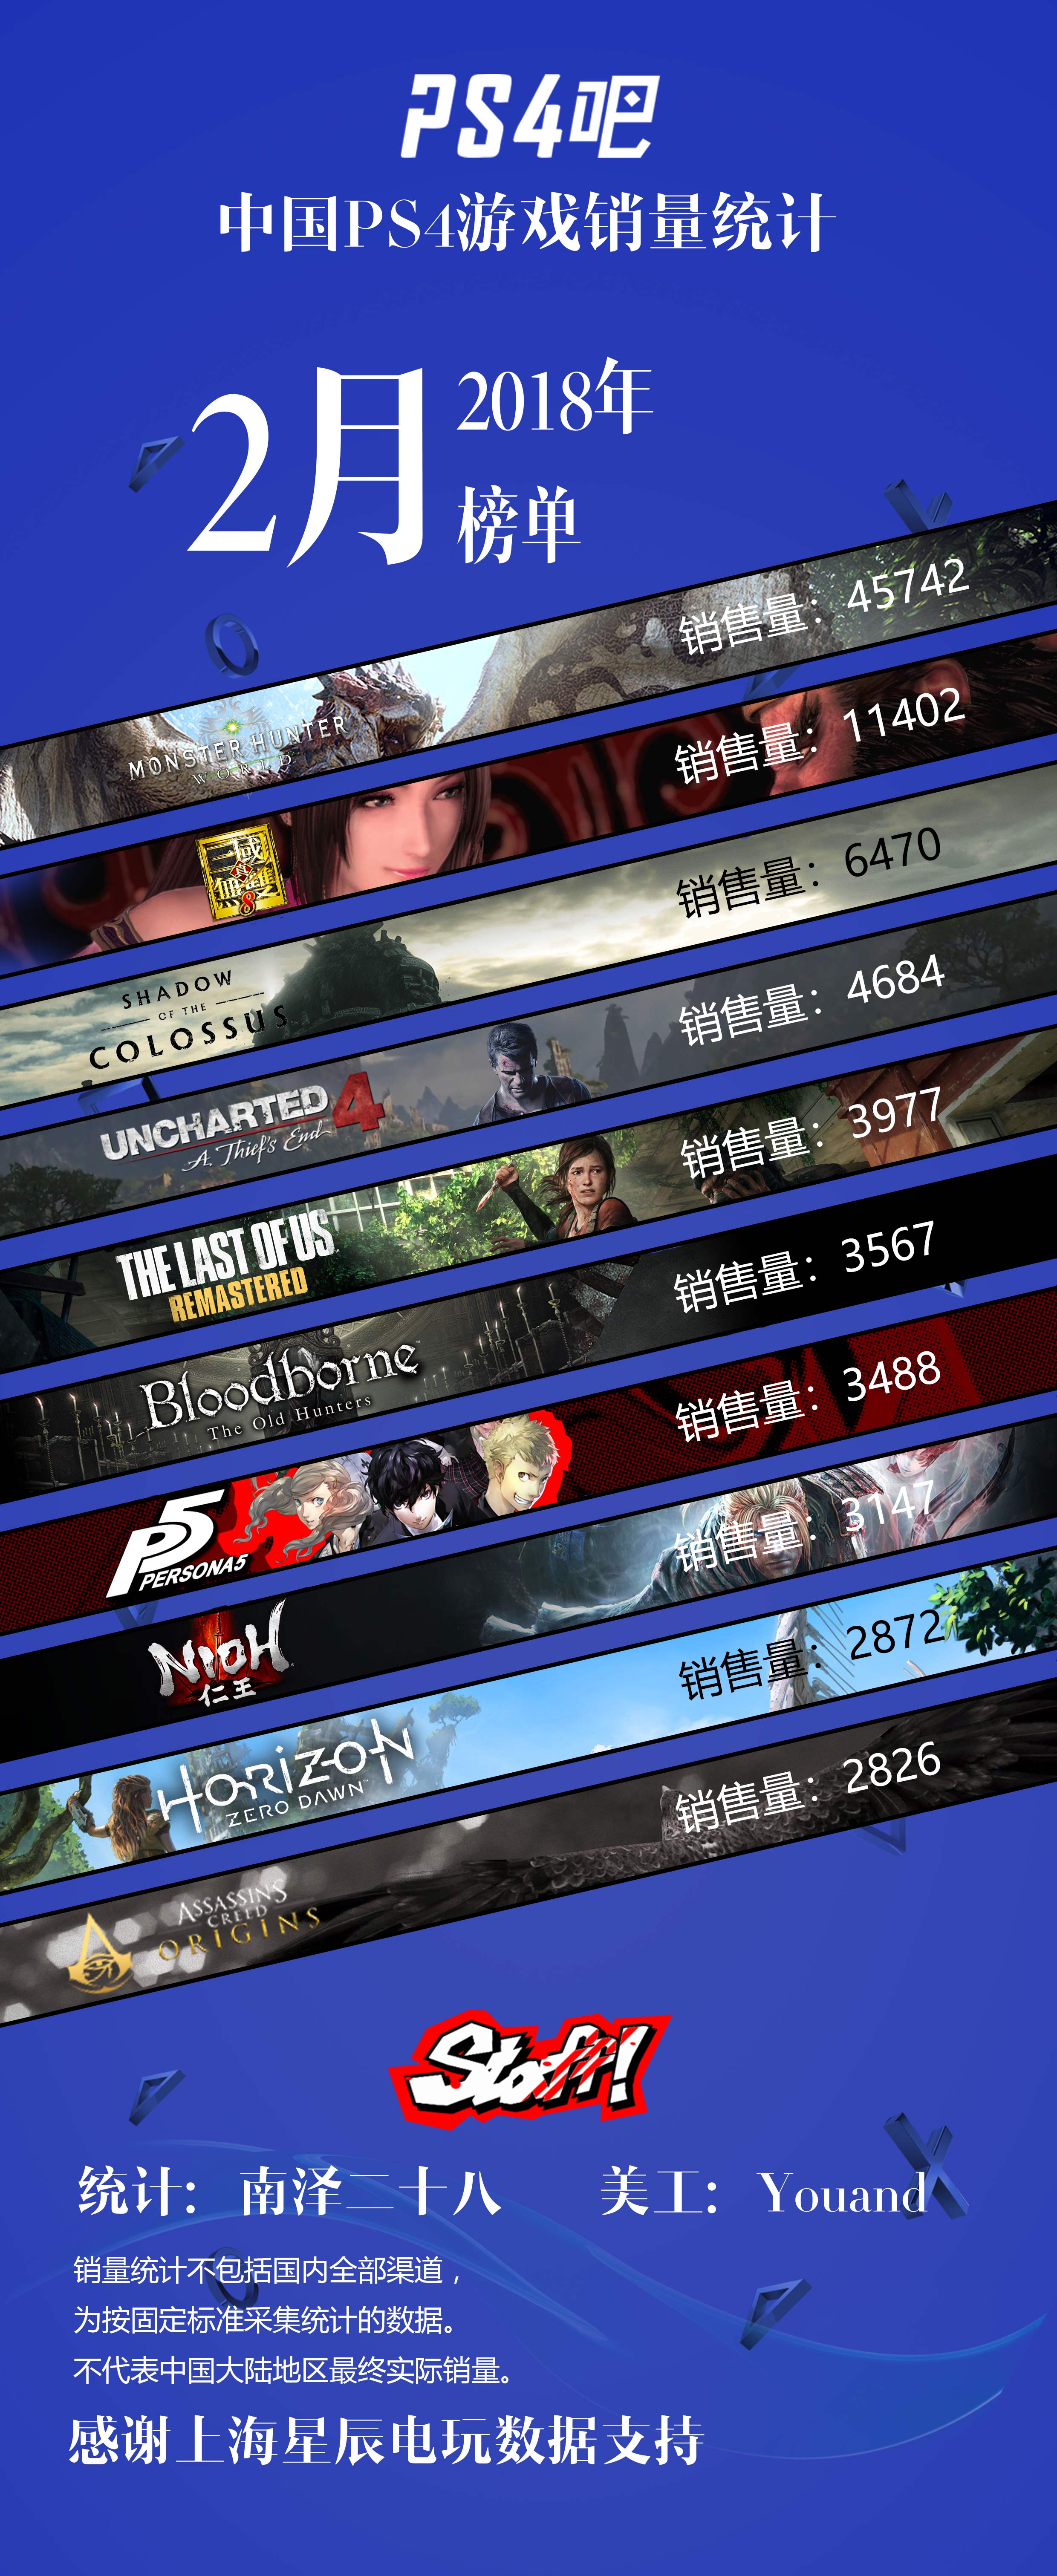 PS4吧
中国PS4游戏销量统计
2月
2018年
榜单
销售量：45742
MONSTER HUNTER
WORLD
销售量：11402
三國
真
無雙
8
销售量：6470
SHADOW
OF THE
COLOSSUS
销售量：4684
UNCHARTED 4
A Thief's End
销售量：3977
THE LAST OF US
REMASTERED
销售量：3567
Bloodborne™
The Old Hunters
销售量：3488
P5
PERSONA5
销售量：3147
NIOH
仁王
销售量：2872
HORIZON
ZERO DAWN™
销售量：2826
ASSASSIN'S
CREED
ORIGINS
Staff!
统计：南泽二十八 美工：Youand
销量统计不包括国内全部渠道，
为按固定标准采集统计的数据。
不代表中国大陆地区最终实际销量。
感谢上海星辰电玩数据支持